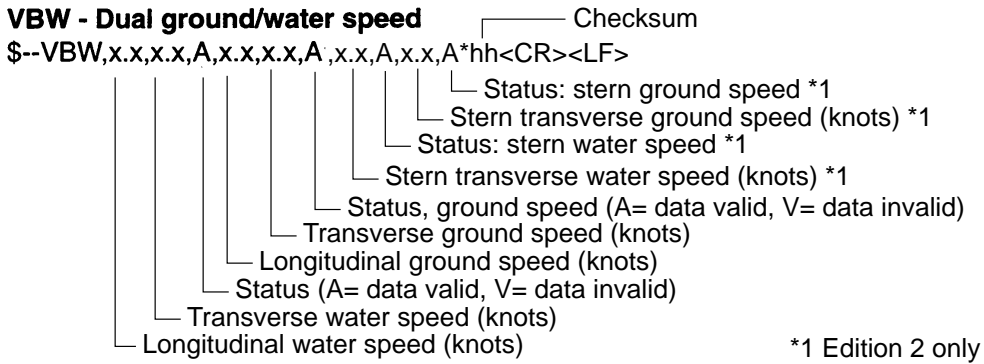 VBW - Dual ground/water speed
Checksum
$--VBW,x.x,x.x,A,x.x,x.x,A,x.x,A,x.x,A*hh<CR><LF>
Status: stern ground speed *1
Stern transverse ground speed (knots) *1
Status: stern water speed *1
Stern transverse water speed (knots) *1
Status, ground speed (A= data valid, V= data invalid)
Transverse ground speed (knots)
Longitudinal ground speed (knots)
Status (A= data valid, V= data invalid)
Transverse water speed (knots)
Longitudinal water speed (knots)
*1 Edition 2 only